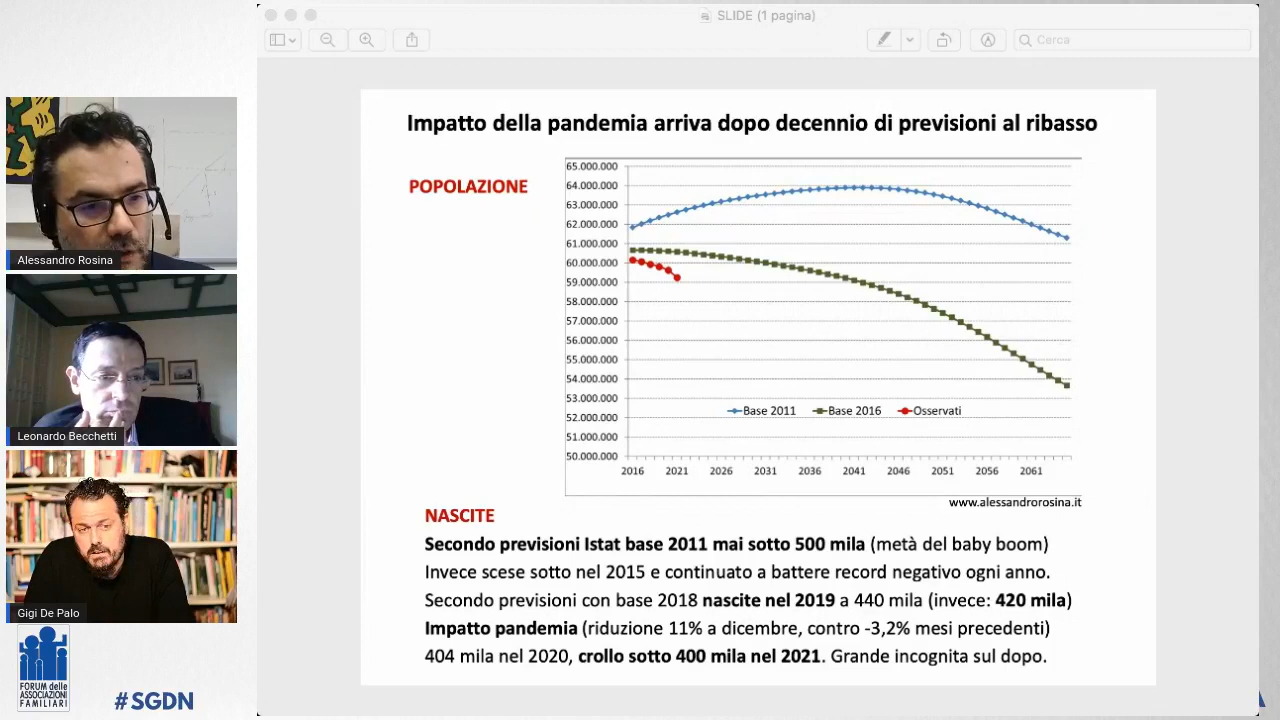 SLIDE (1 pagina)
Cerca
Impatto della pandemia arriva dopo decennio di previsioni al ribasso
POPOLAZIONE
65.000.000
64.000.000
63.000.000
62.000.000
61.000.000
60.000.000
59.000.000
58.000.000
57.000.000
56.000.000
55.000.000
54.000.000
53.000.000
52.000.000
51.000.000
50.000.000
Base 2011 Base 2016 Osservati
2016 2021 2026 2031 2036 2041 2046 2051 2056 2061
www.alessandrorosina.it
NASCITE
Secondo previsioni Istat base 2011 mai sotto 500 mila (metà del baby boom)
Invece scese sotto nel 2015 e continuato a battere record negativo ogni anno.
Secondo previsioni con base 2018 nascite nel 2019 a 440 mila (invece: 420 mila)
Impatto pandemia (riduzione 11% a dicembre, contro -3,2% mesi precedenti)
404 mila nel 2020, crollo sotto 400 mila nel 2021. Grande incognita sul dopo.
Alessandro Rosina
Leonardo Becchetti
Gigi De Palo
FORUM delle
ASSOCIAZIONI
FAMILIARI
#SGDN